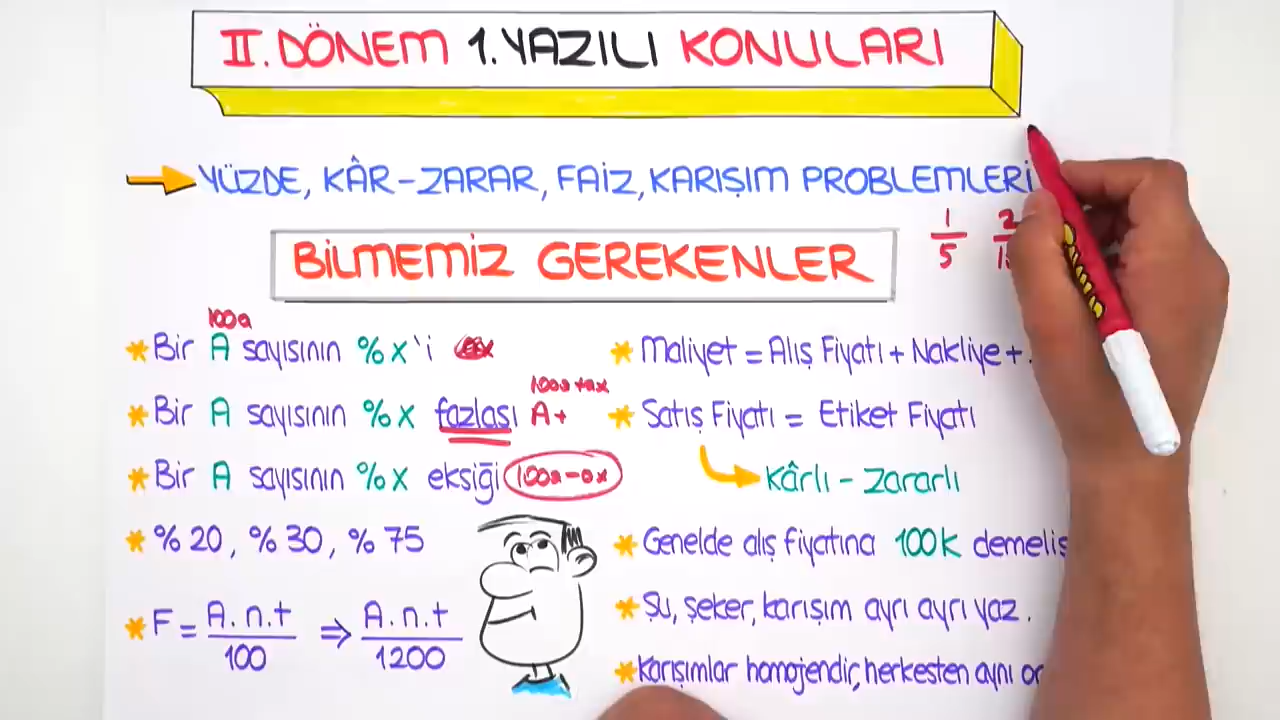 II. DÖNEM 1. YAZILI KONULARI
YÜZDE, KÂR-ZARAR, FAİZ, KARIŞIM PROBLEMLERİ
BİLMEMİZ GEREKENLER
1/5
100a
* Bir A sayısının %x'i
100a+ax
* Bir A sayısının %x fazlası A+
* Bir A sayısının %x eksiği 100a-ax
* %20, %30, %75
* F = A.n.t/100 ⇒ A.n.t/1200
* Maliyet = Alış Fiyatı + Nakliye + .
* Satış Fiyatı = Etiket Fiyatı
Kârlı - Zararlı
* Genelde alış fiyatına 100K
* Su, şeker, karışım ayrı ayrı yaz.
* Karışımlar homojendir, herkesten aynı